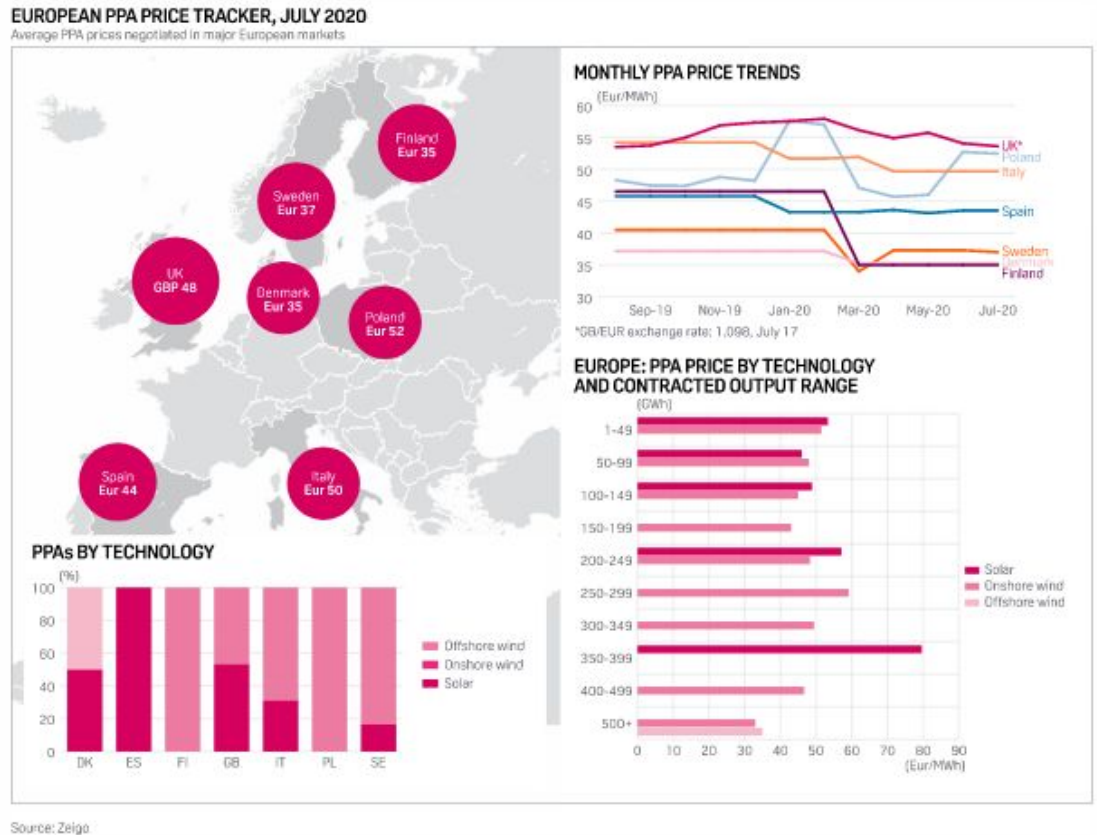 EUROPEAN PPA PRICE TRACKER, JULY 2020
Average PPA prices negotiated in major European markets
Finland
Eur 35
Sweden
Eur 37
UK
GBP 48
Denmark
Eur 35
Poland
Eur 52
Spain
Eur 44
Italy
Eur 50
MONTHLY PPA PRICE TRENDS
(Eur/MWh)
60
55
50
45
40
35
30
UK*
Poland
Italy
Spain
Sweden
Denmark
Finland
Sep-19 Nov-19 Jan-20 Mar-20 May-20 Jul-20
*GB/EUR exchange rate: 1.098, July 17
EUROPE: PPA PRICE BY TECHNOLOGY
AND CONTRACTED OUTPUT RANGE
(GWh)
1-49
50-99
100-149
150-199
200-249
250-299
300-349
350-399
400-499
500+
0 10 20 30 40 50 60 70 80 90
(Eur/MWh)
Solar
Onshore wind
Offshore wind
PPAs BY TECHNOLOGY
(%)
100
80
60
40
20
0
DK ES FI GB IT PL SE
Offshore wind
Onshore wind
Solar
Source: Zeigo